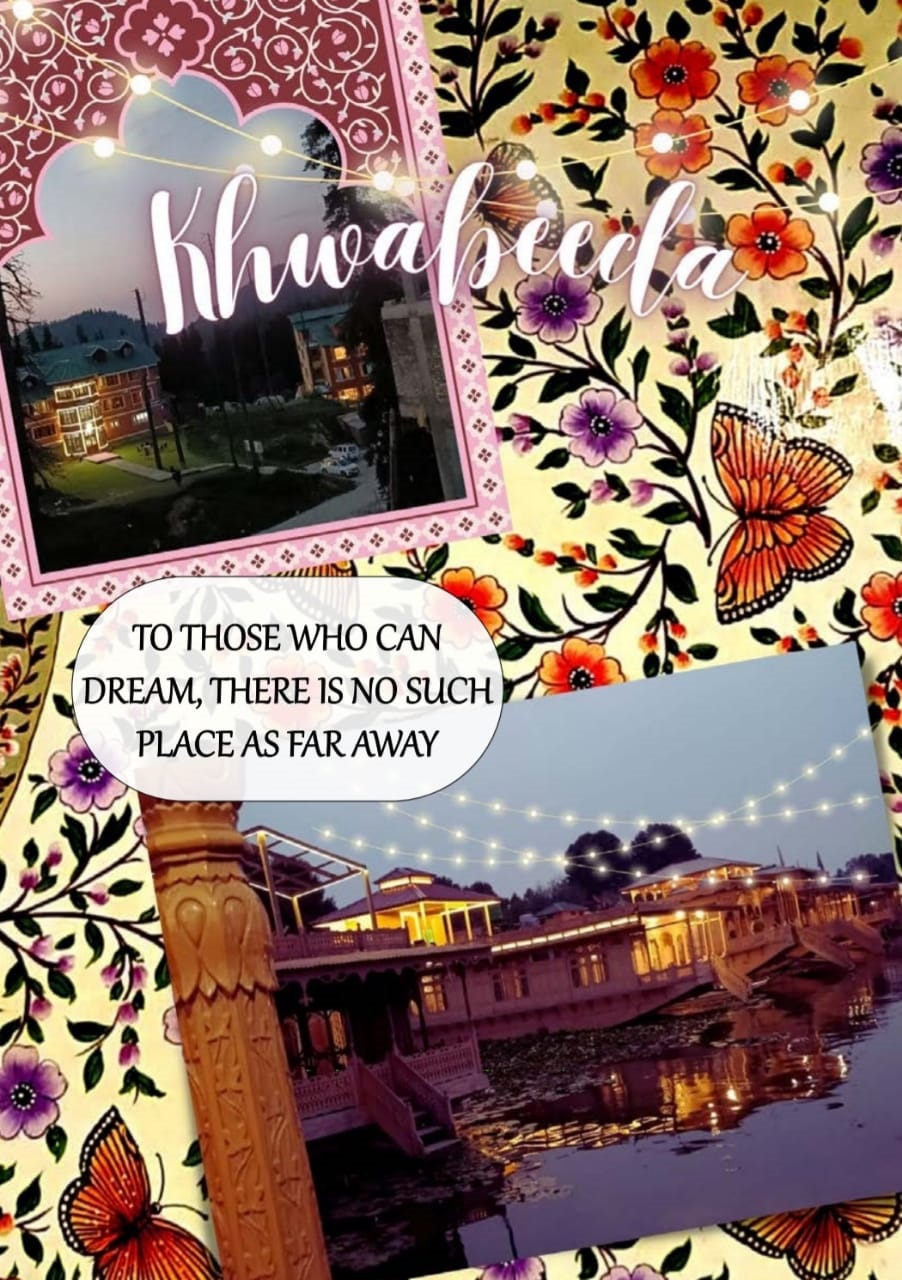 Khwabeeda
TO THOSE WHO CAN
DREAM, THERE IS NO SUCH
PLACE AS FAR AWAY